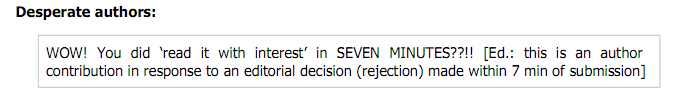 Desperate authors:
WOW! You did ‘read it with interest’ in SEVEN MINUTES??!! [Ed.: this is an author
contribution in response to an editorial decision (rejection) made within 7 min of submission]